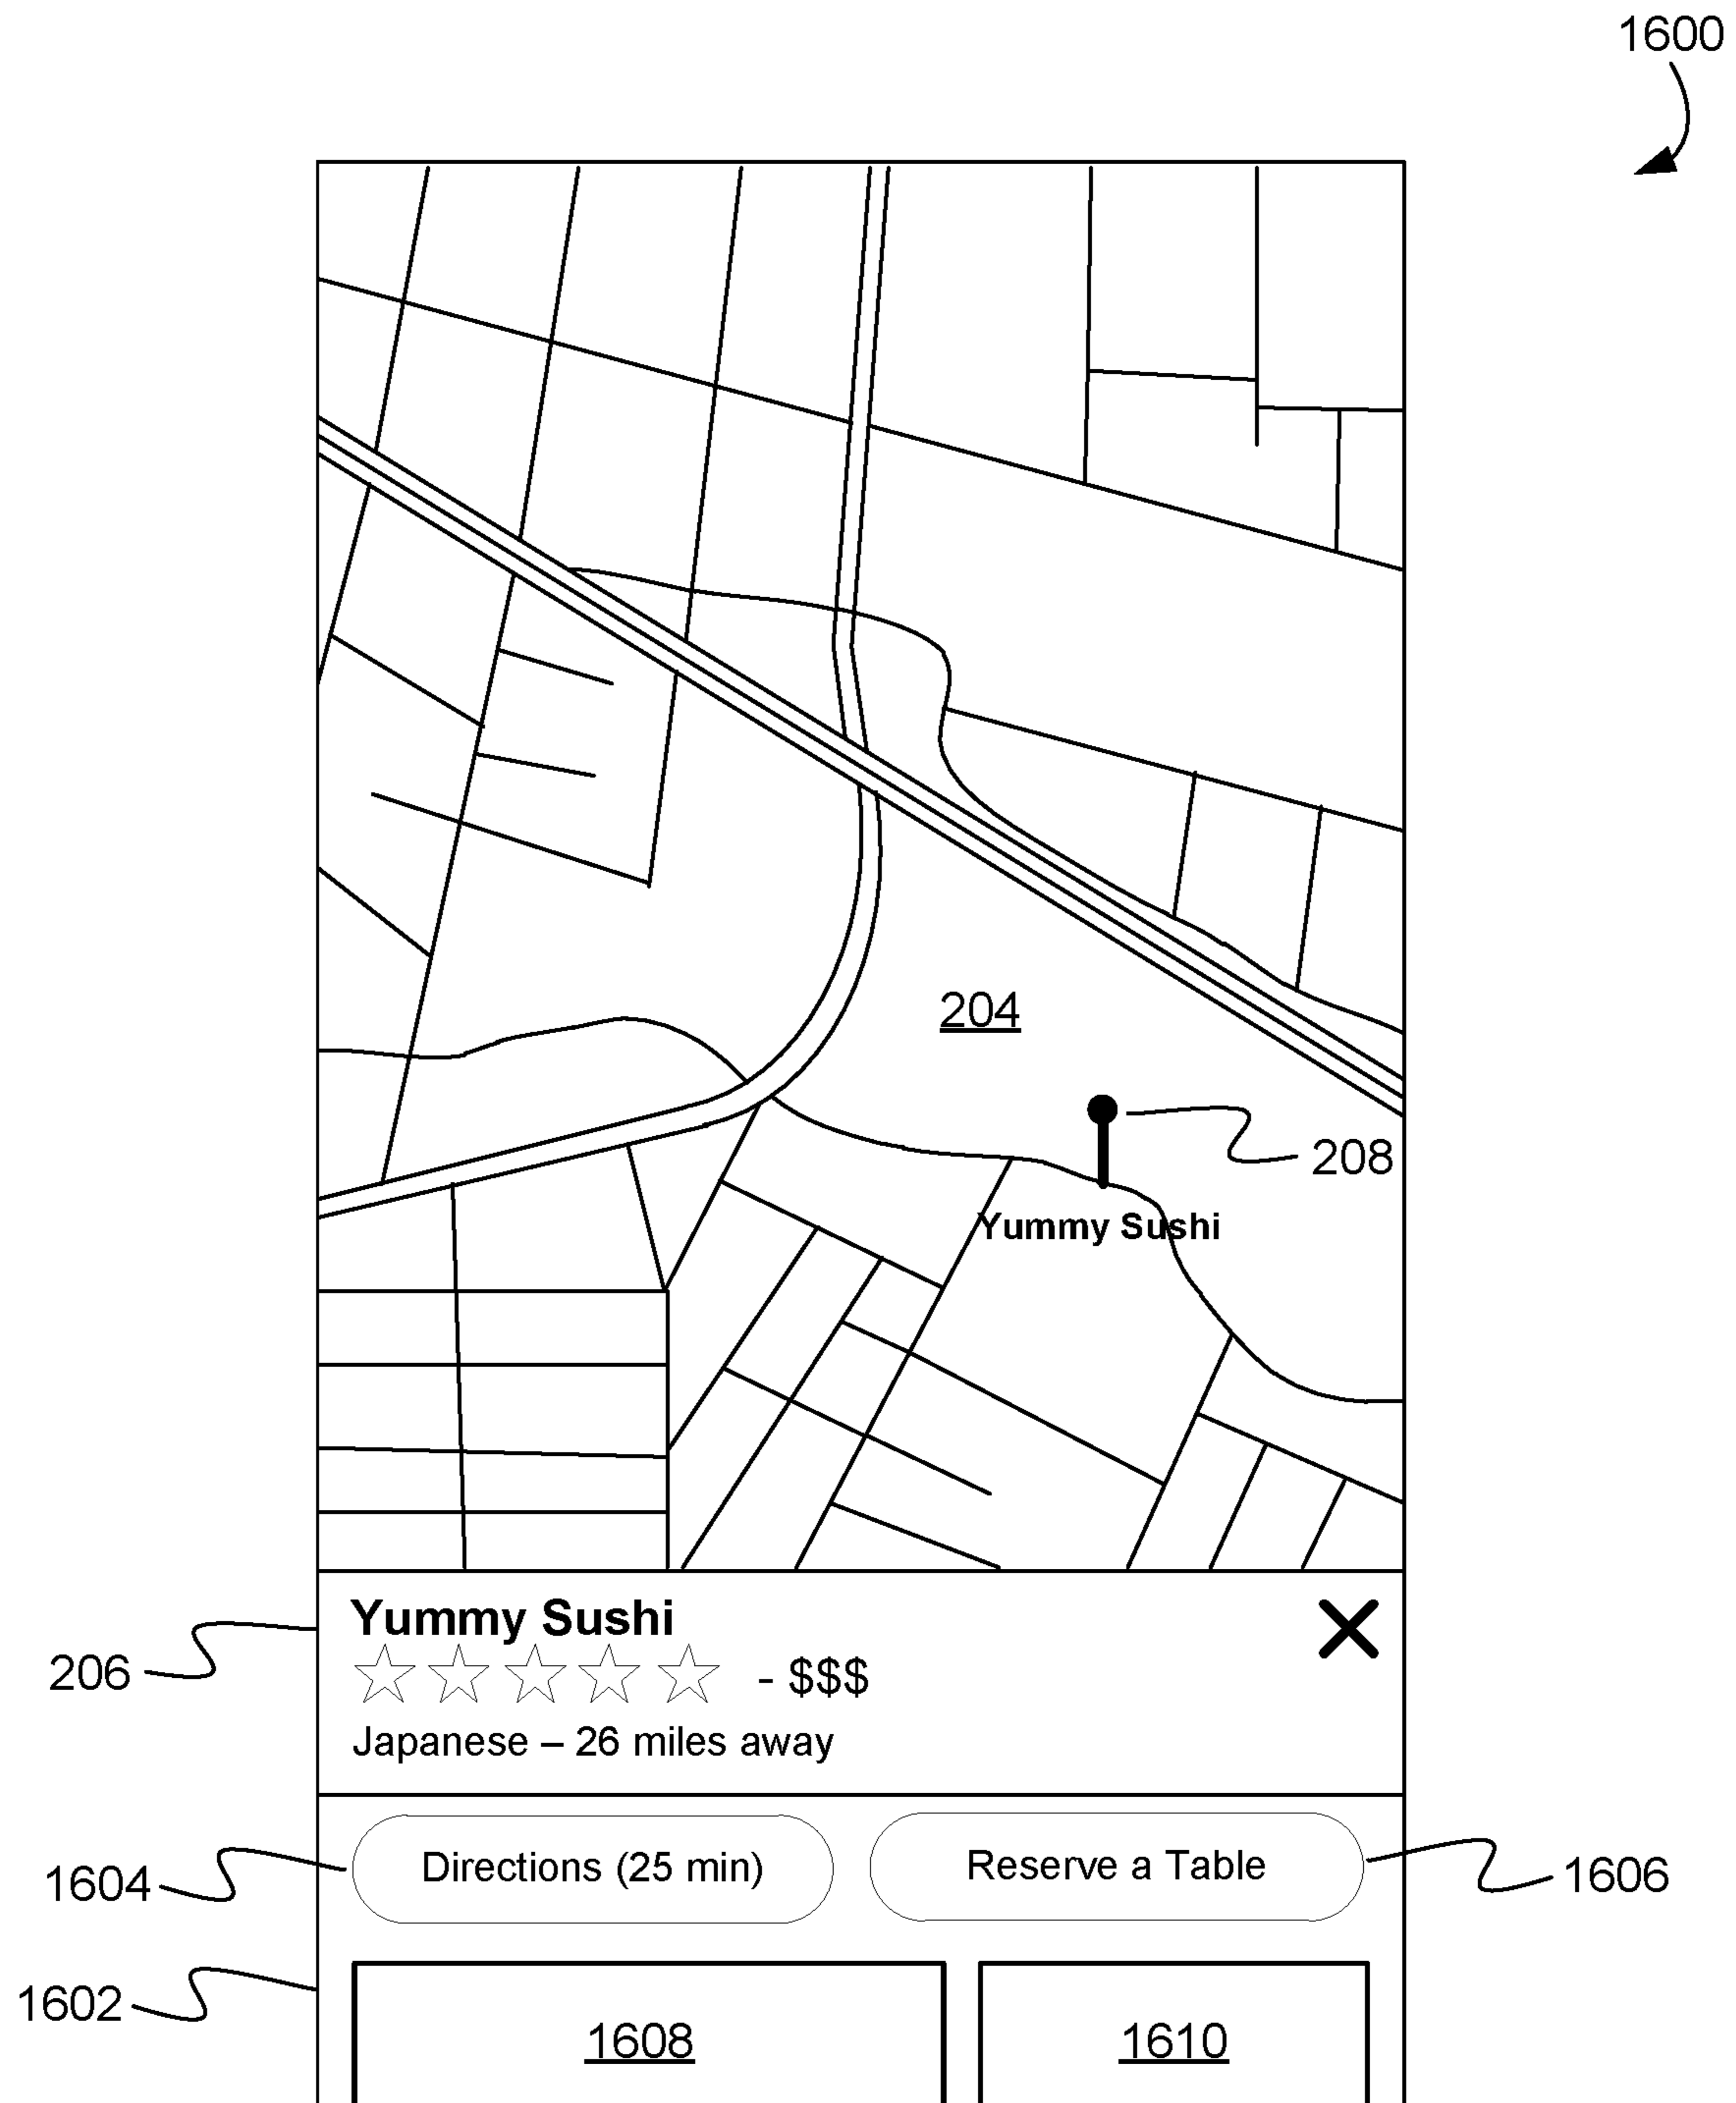 1600
204
208
Yummy Sushi
Yummy Sushi
206
- $$$
Japanese – 26 miles away
Directions (25 min)
Reserve a Table
1604
1606
1602
1608
1610